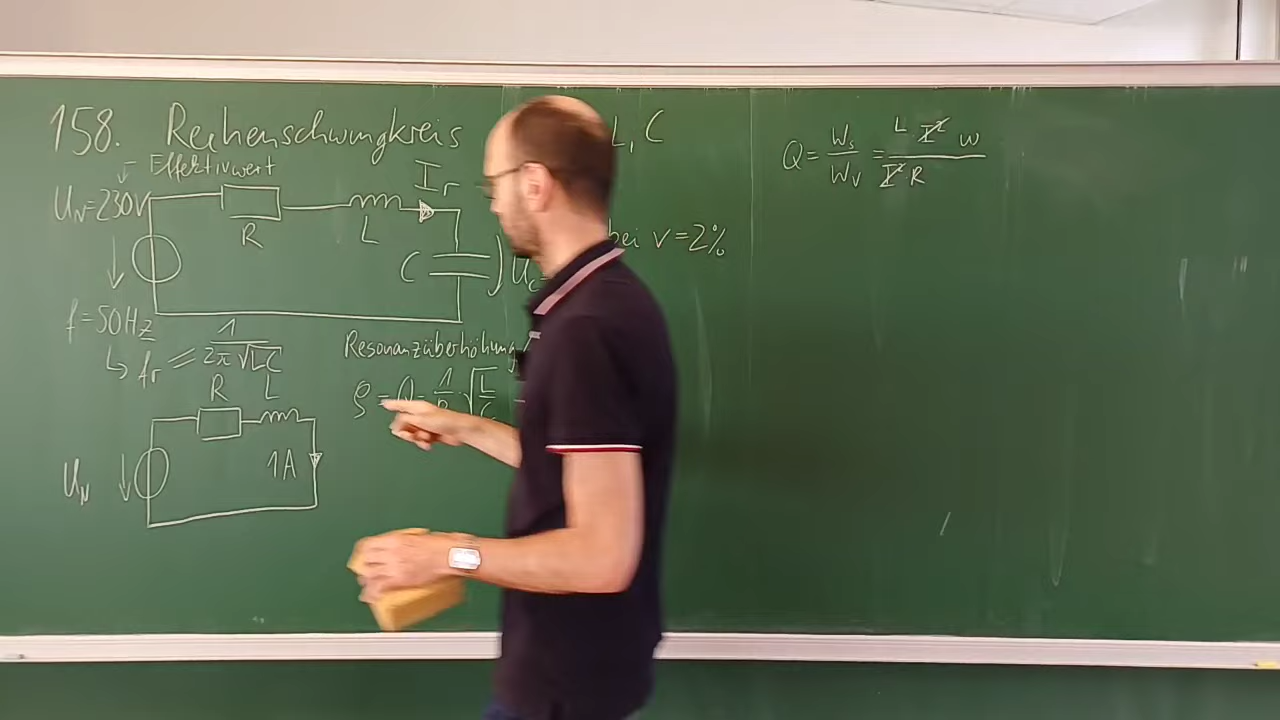 158. Reihenschwingkreis L, C
Effektivwert
U_N=230V R L I_r
C U_c=
bei v=2%
f=50Hz
↳ f_r = 1/(2π√LC)
Resonanzüberhöhung
ρ = Q = 1/R √(L/C)
R L
U_N 1A
Q = W_s/W_v = L I² ω/(I² R)